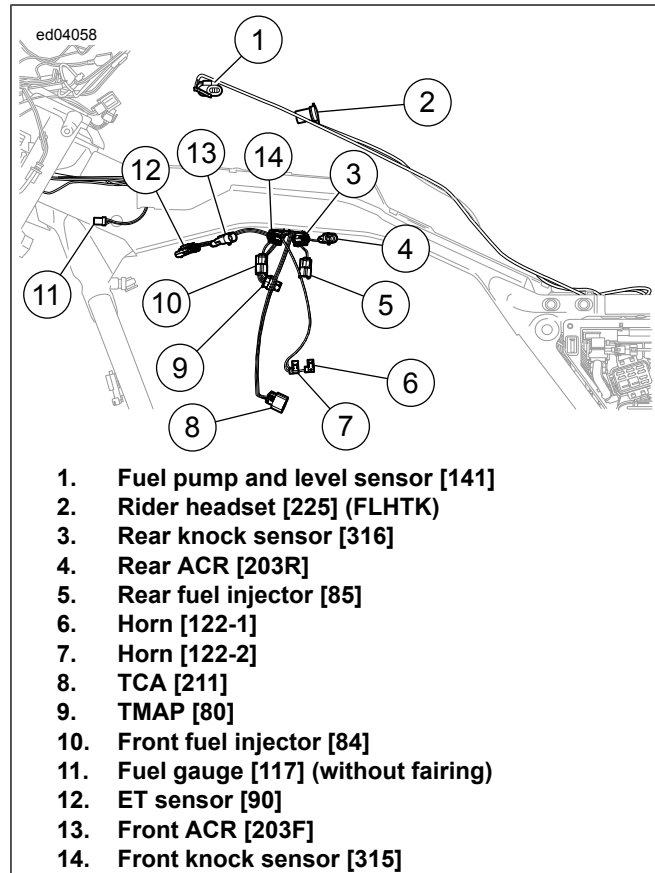 ed04058
1
2
13
14
3
12
4
11
10
5
9
6
8
7
1. Fuel pump and level sensor [141]
2. Rider headset [225] (FLHTK)
3. Rear knock sensor [316]
4. Rear ACR [203R]
5. Rear fuel injector [85]
6. Horn [122-1]
7. Horn [122-2]
8. TCA [211]
9. TMAP [80]
10. Front fuel injector [84]
11. Fuel gauge [117] (without fairing)
12. ET sensor [90]
13. Front ACR [203F]
14. Front knock sensor [315]